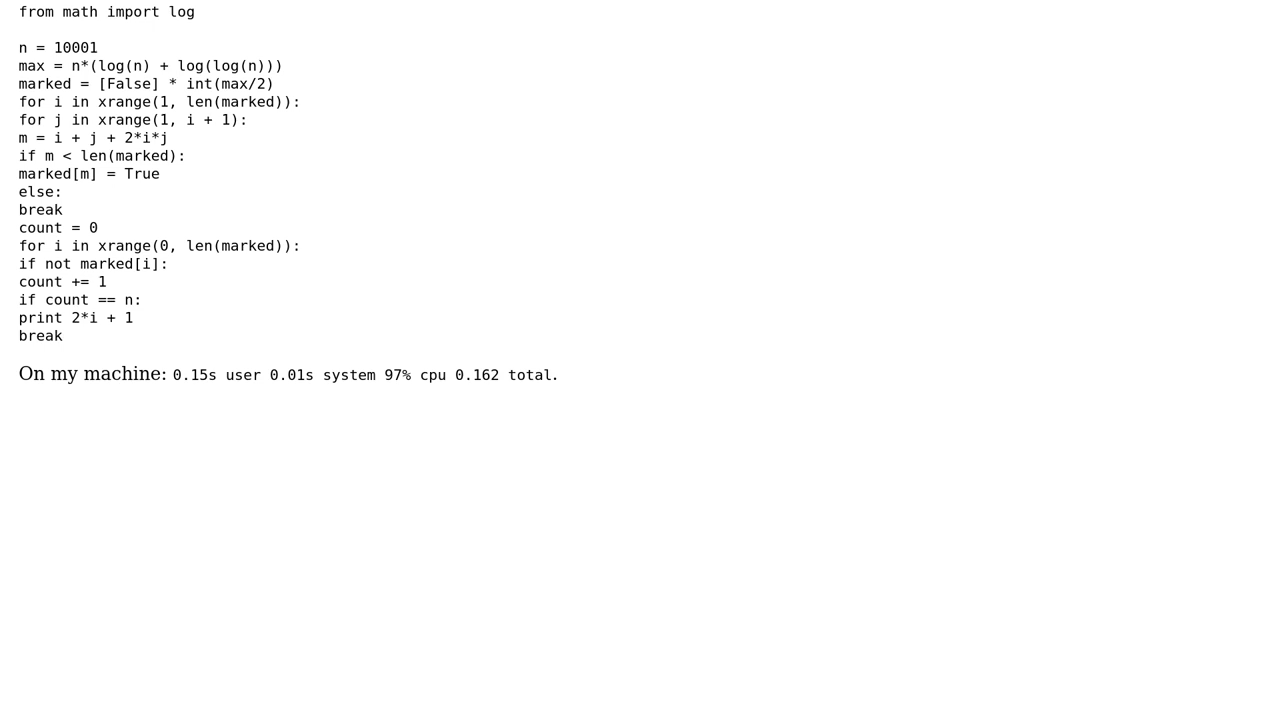 from math import log

n = 10001
max = n*(log(n) + log(log(n)))
marked = [False] * int(max/2)
for i in xrange(1, len(marked)):
for j in xrange(1, i + 1):
m = i + j + 2*i*j
if m < len(marked):
marked[m] = True
else:
break
count = 0
for i in xrange(0, len(marked)):
if not marked[i]:
count += 1
if count == n:
print 2*i + 1
break

On my machine: 0.15s user 0.01s system 97% cpu 0.162 total.